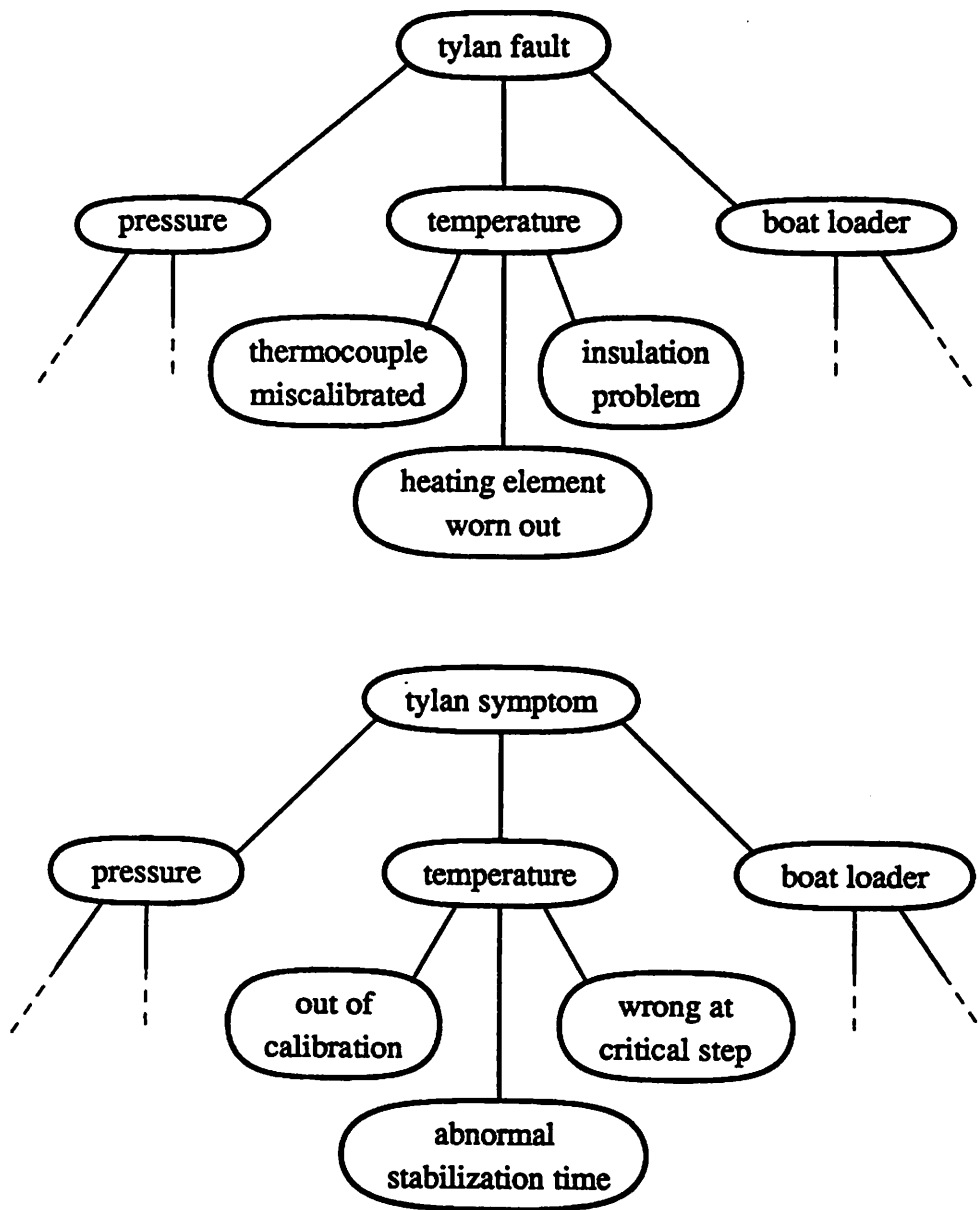 tylan fault
pressure
temperature
boat loader
thermocouple
miscalibrated
insulation
problem
heating element
worn out
tylan symptom
pressure
temperature
boat loader
out of
calibration
wrong at
critical step
abnormal
stabilization time